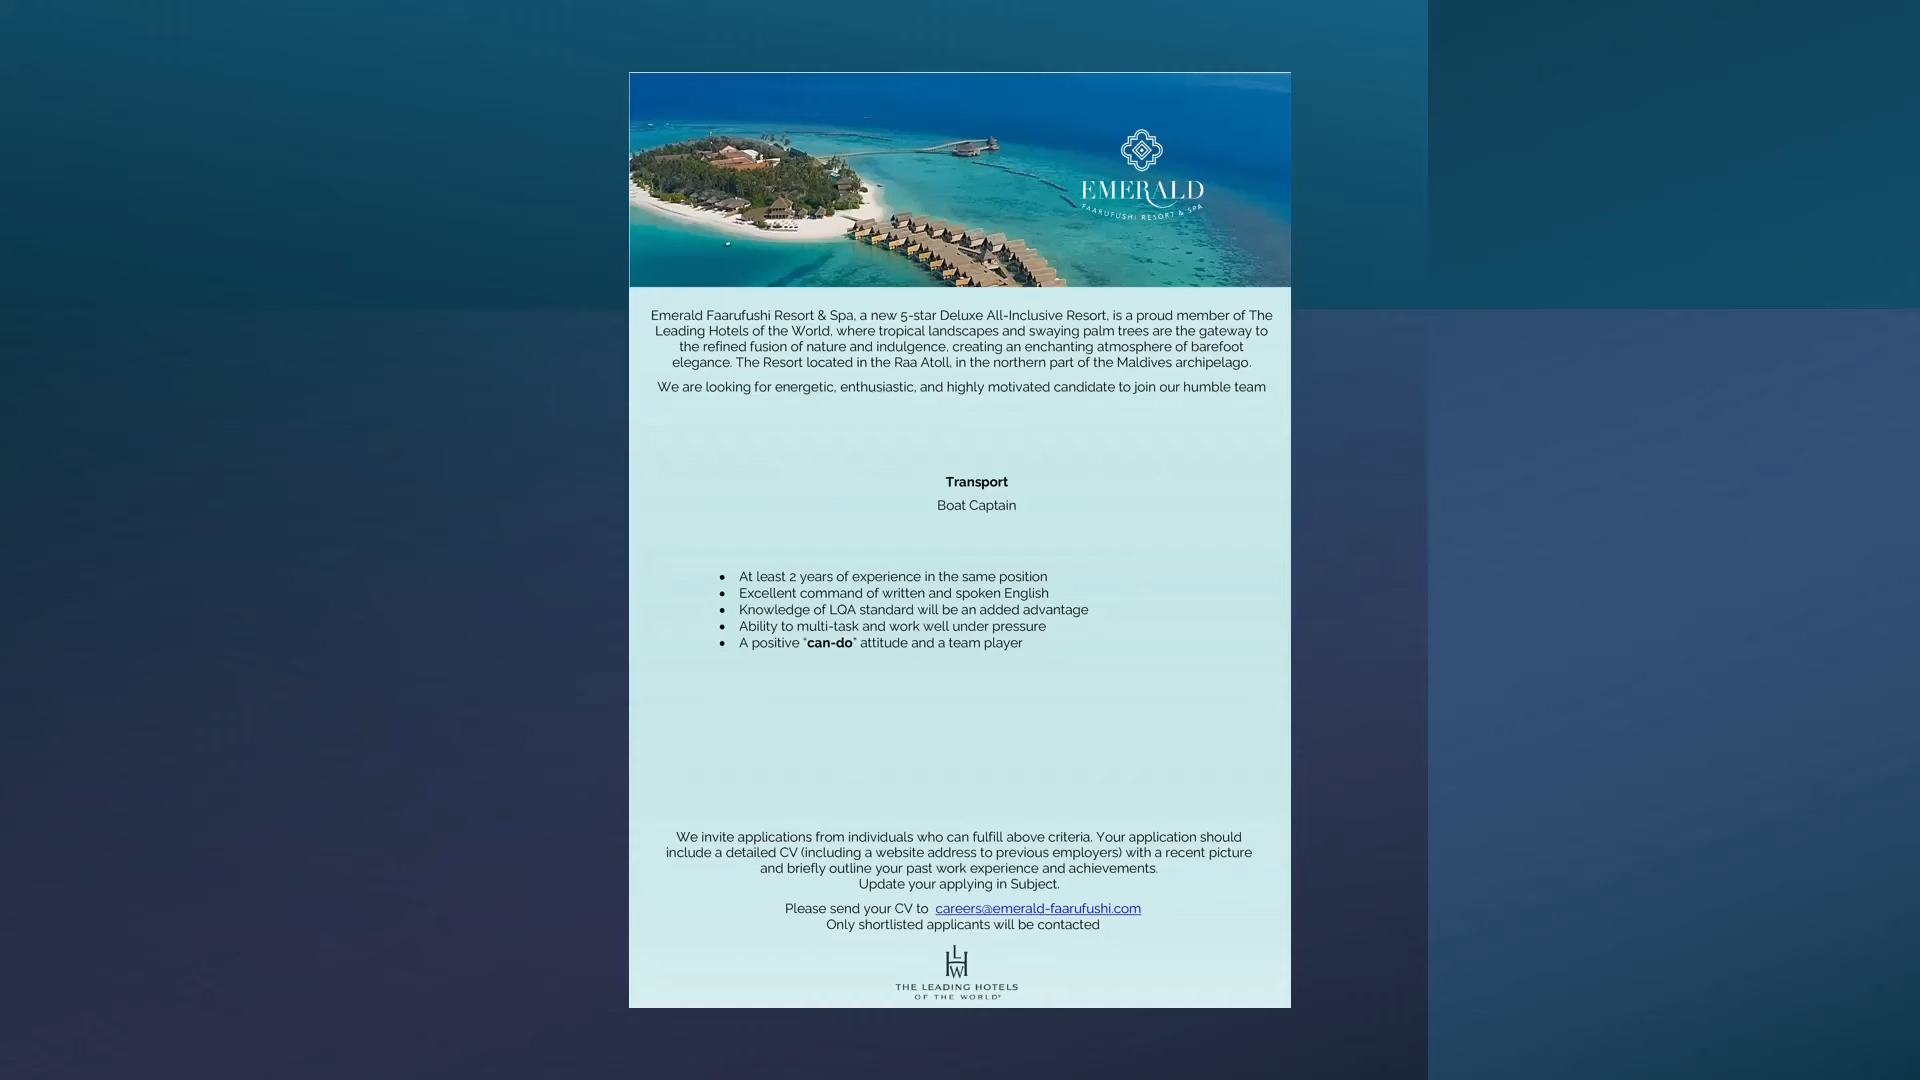 EMERALD
FAARUFUSHI RESORT & SPA
Emerald Faarufushi Resort & Spa, a new 5-star Deluxe All-Inclusive Resort, is a proud member of The
Leading Hotels of the World, where tropical landscapes and swaying palm trees are the gateway to
the refined fusion of nature and indulgence, creating an enchanting atmosphere of barefoot
elegance. The Resort located in the Raa Atoll, in the northern part of the Maldives archipelago.
We are looking for energetic, enthusiastic, and highly motivated candidate to join our humble team
Transport
Boat Captain
• At least 2 years of experience in the same position
• Excellent command of written and spoken English
• Knowledge of LQA standard will be an added advantage
• Ability to multi-task and work well under pressure
• A positive “can-do” attitude and a team player
We invite applications from individuals who can fulfill above criteria. Your application should
include a detailed CV (including a website address to previous employers) with a recent picture
and briefly outline your past work experience and achievements.
Update your applying in Subject.
Please send your CV to careers@emerald-faarufushi.com
Only shortlisted applicants will be contacted
LHW
THE LEADING HOTELS
OF THE WORLD®